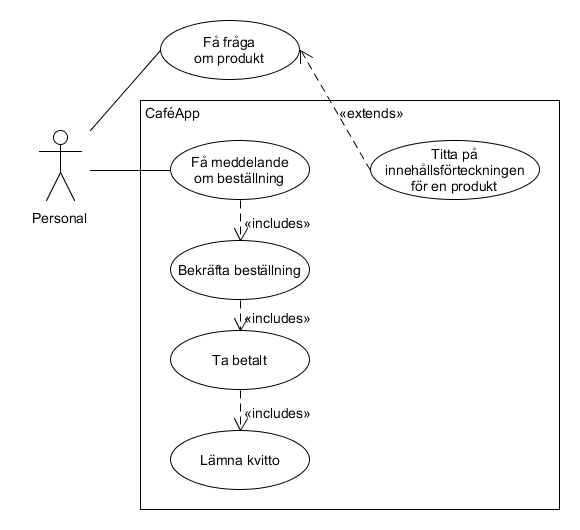 Få fråga
om produkt
CaféApp
«extends»
Få meddelande
om beställning
Titta på
innehållsförteckningen
för en produkt
Personal
«includes»
Bekräfta beställning
«includes»
Ta betalt
«includes»
Lämna kvitto